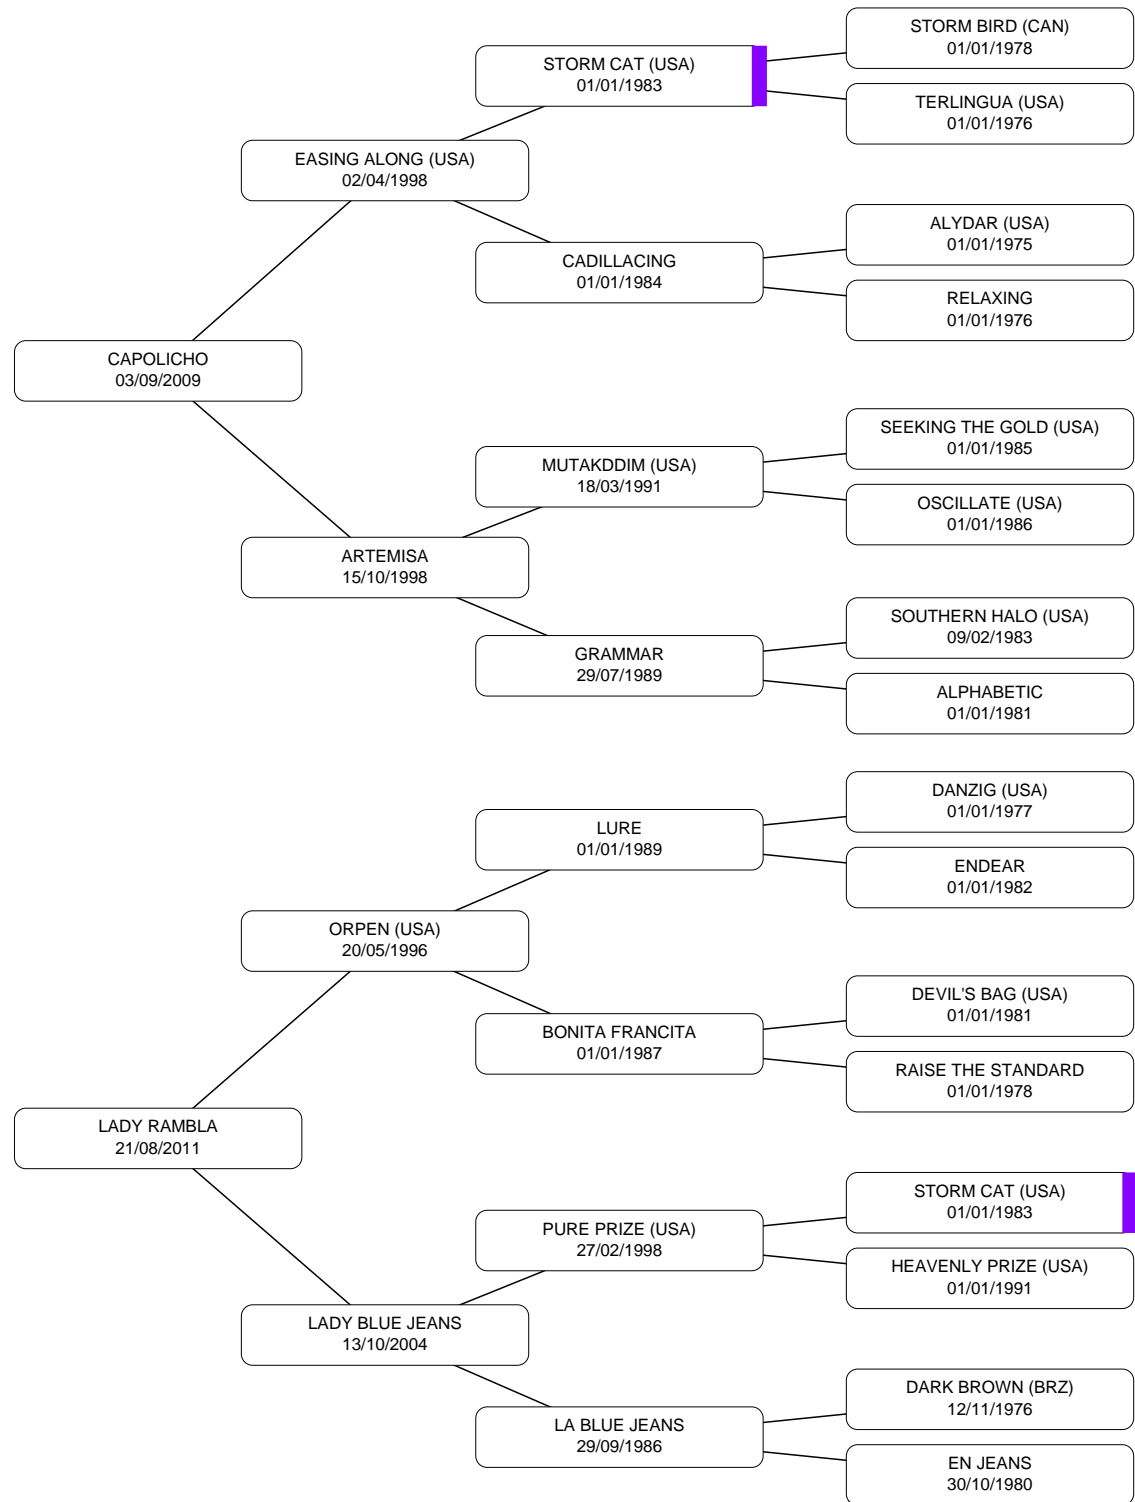 STORM BIRD (CAN)
01/01/1978
STORM CAT (USA)
01/01/1983
TERLINGUA (USA)
01/01/1976
EASING ALONG (USA)
02/04/1998
ALYDAR (USA)
01/01/1975
CADILLACING
01/01/1984
RELAXING
01/01/1976
CAPOLICHO
03/09/2009
SEEKING THE GOLD (USA)
01/01/1985
MUTAKDDIM (USA)
18/03/1991
OSCILLATE (USA)
01/01/1986
ARTEMISA
15/10/1998
SOUTHERN HALO (USA)
09/02/1983
GRAMMAR
29/07/1989
ALPHABETIC
01/01/1981
DANZIG (USA)
01/01/1977
LURE
01/01/1989
ENDEAR
01/01/1982
ORPEN (USA)
20/05/1996
DEVIL'S BAG (USA)
01/01/1981
BONITA FRANCITA
01/01/1987
RAISE THE STANDARD
01/01/1978
LADY RAMBLA
21/08/2011
STORM CAT (USA)
01/01/1983
PURE PRIZE (USA)
27/02/1998
HEAVENLY PRIZE (USA)
01/01/1991
LADY BLUE JEANS
13/10/2004
DARK BROWN (BRZ)
12/11/1976
LA BLUE JEANS
29/09/1986
EN JEANS
30/10/1980